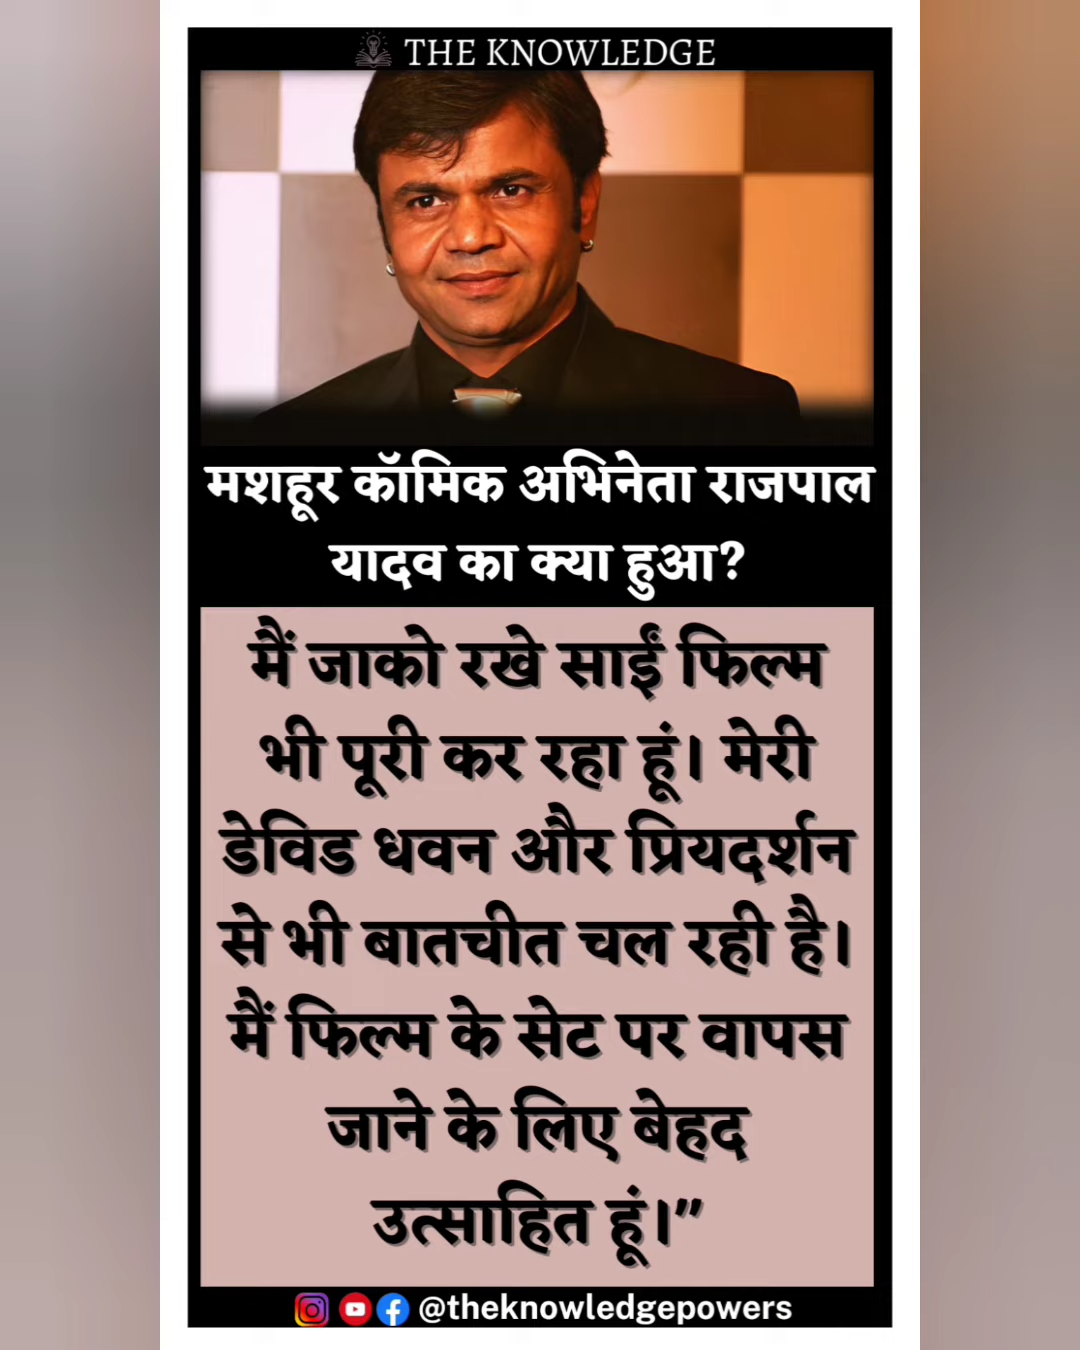 THE KNOWLEDGE
मशहूर कॉमिक अभिनेता राजपाल
यादव का क्या हुआ?
मैं जाको रखे साईं फिल्म
भी पूरी कर रहा हूं। मेरी
डेविड धवन और प्रियदर्शन
से भी बातचीत चल रही है।
मैं फिल्म के सेट पर वापस
जाने के लिए बेहद
उत्साहित हूं।”
@theknowledgepowers